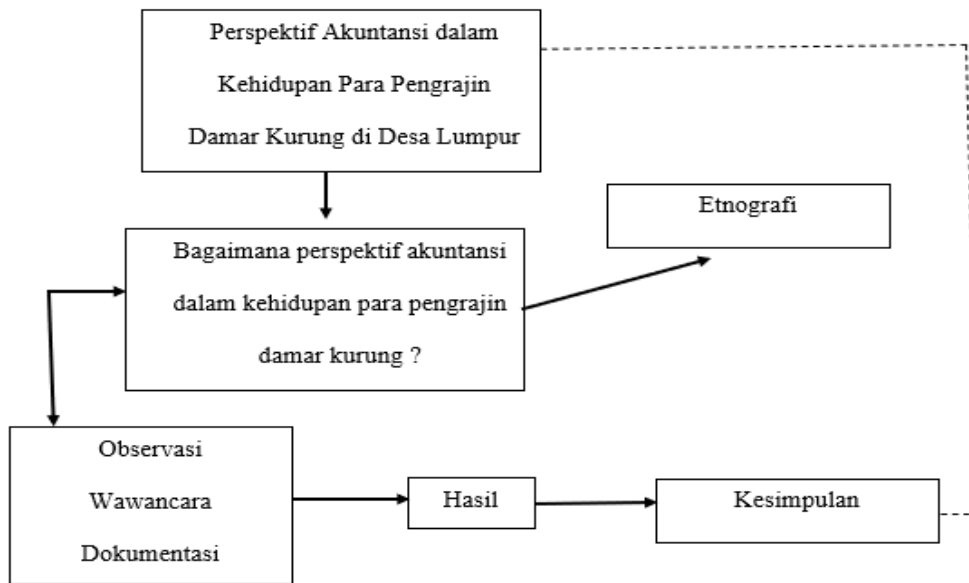 Perspektif Akuntansi dalam
Kehidupan Para Pengrajin
Damar Kurung di Desa Lumpur
Etnografi
Bagaimana perspektif akuntansi
dalam kehidupan para pengrajin
damar kurung ?
Observasi
Wawancara
Dokumentasi
Hasil
Kesimpulan